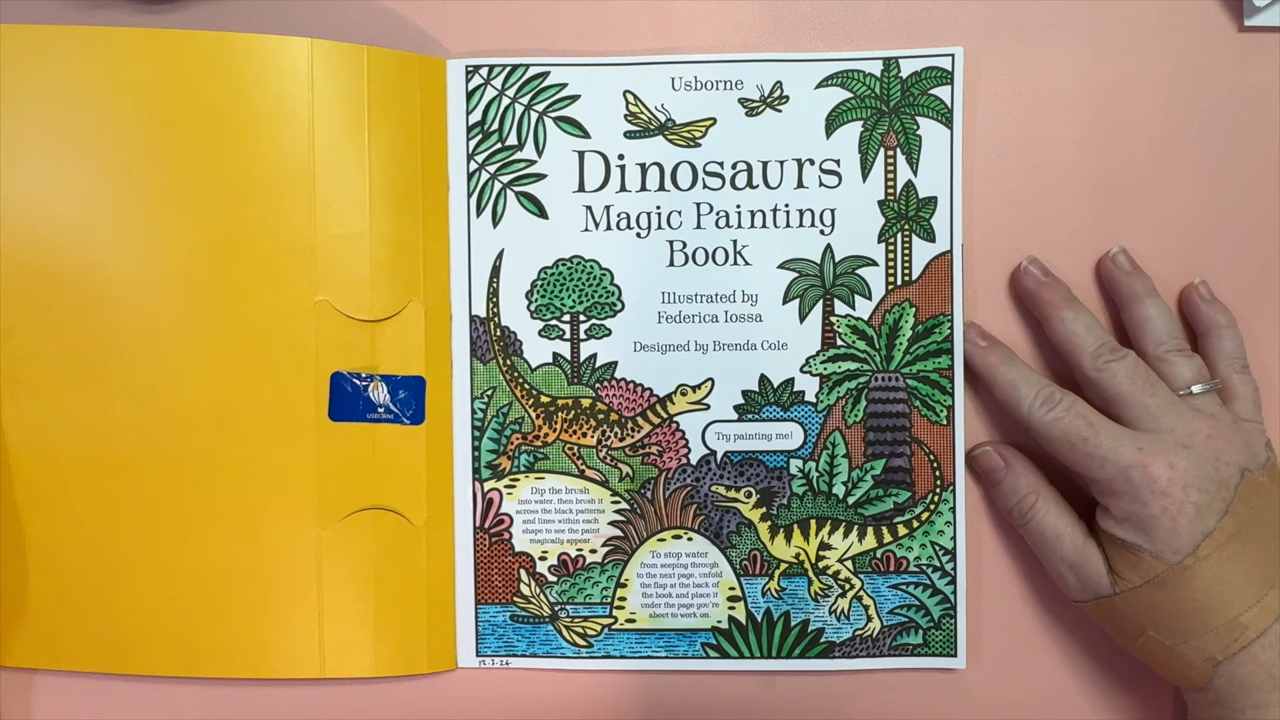 Usborne
Dinosaurs
Magic Painting
Book
Illustrated by
Federica Iossa
Designed by Brenda Cole
Try painting me!
Dip the brush
into water, then brush it
across the black patterns
and lines within each
shape to see the paint
magically appear.
To stop water
from seeping through
to the next page, unfold
the flap at the back of
the book and place it
under the page you're
about to work on.
USBORNE
12.3.24